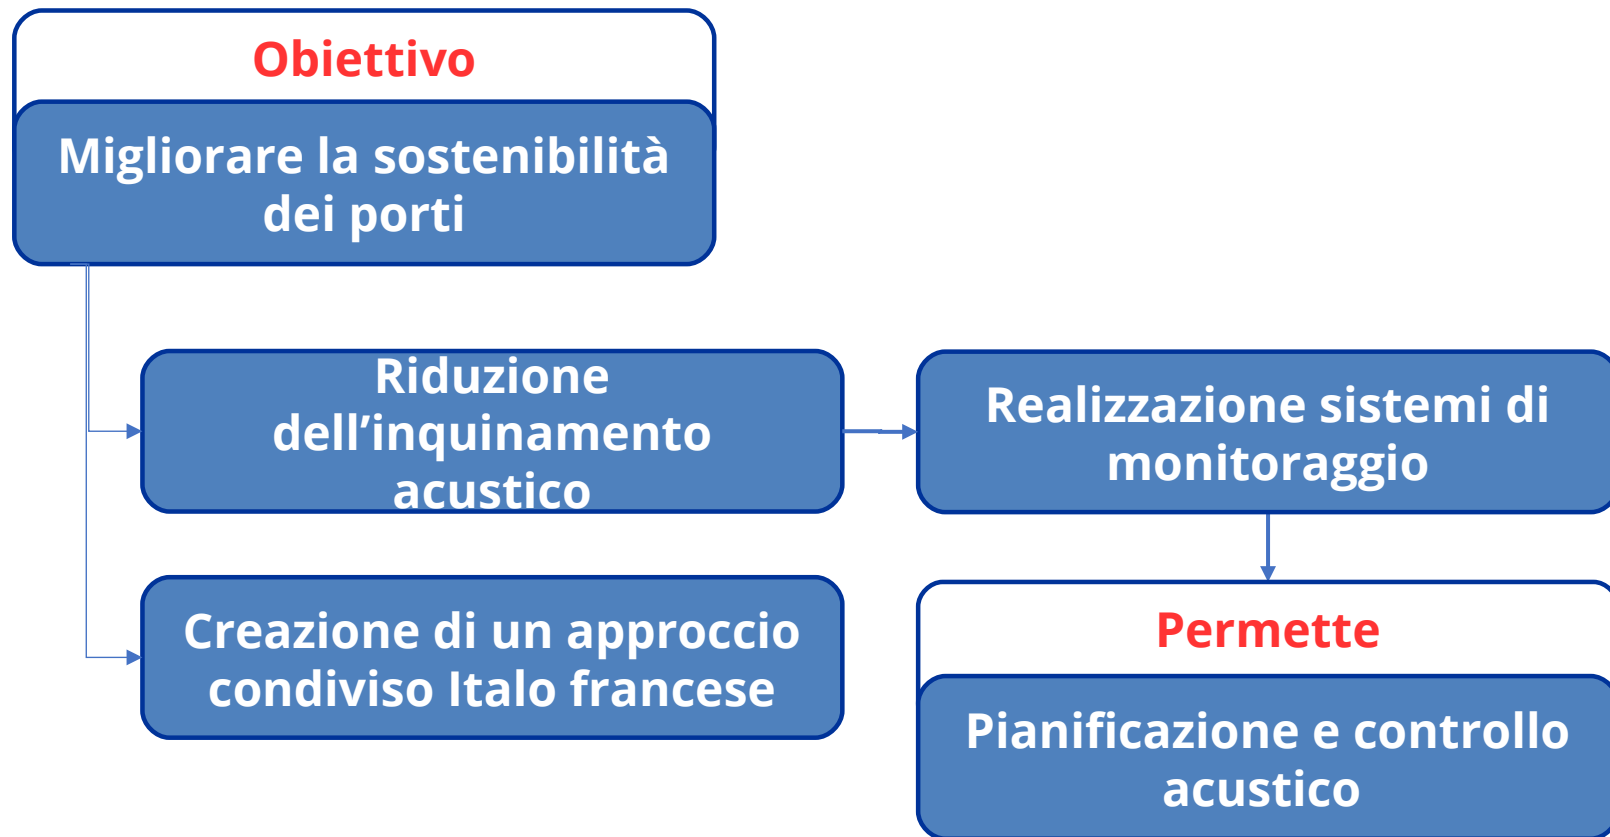 Obiettivo
Migliorare la sostenibilità
dei porti
Riduzione
dell’inquinamento
acustico
Realizzazione sistemi di
monitoraggio
Creazione di un approccio
condiviso Italo francese
Permette
Pianificazione e controllo
acustico